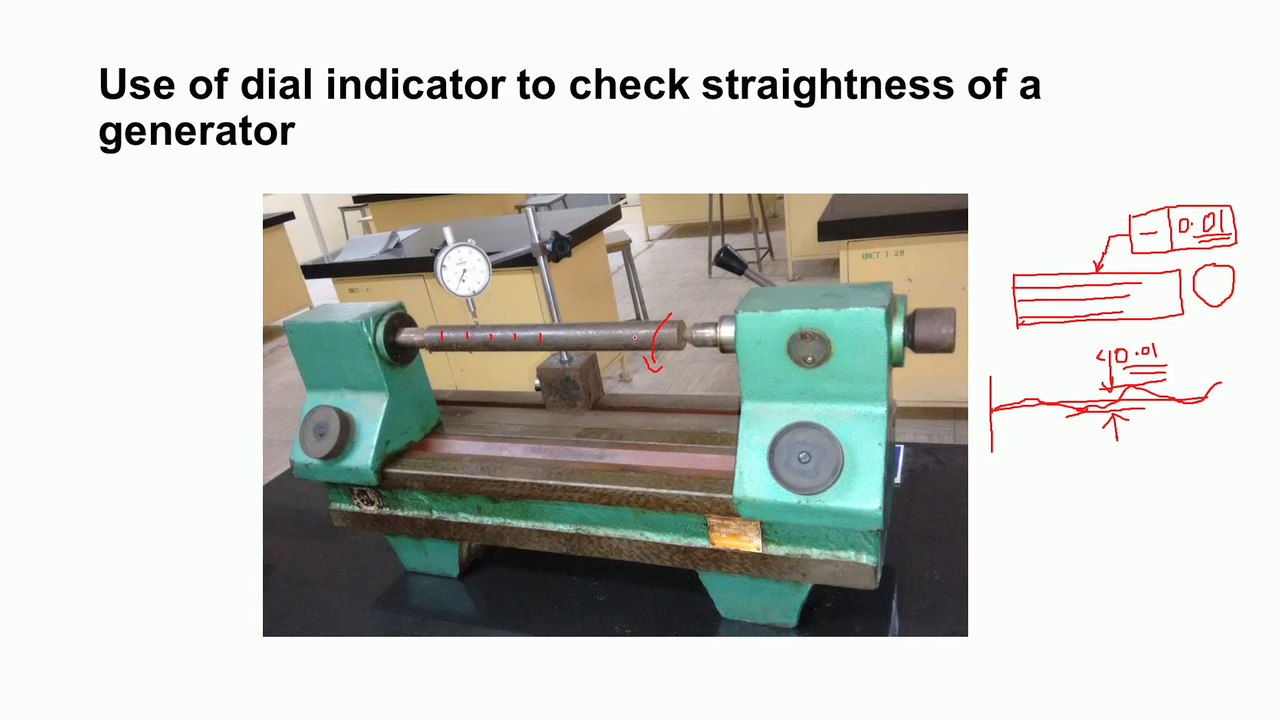 Use of dial indicator to check straightness of a
generator
— 0.01
<0.01